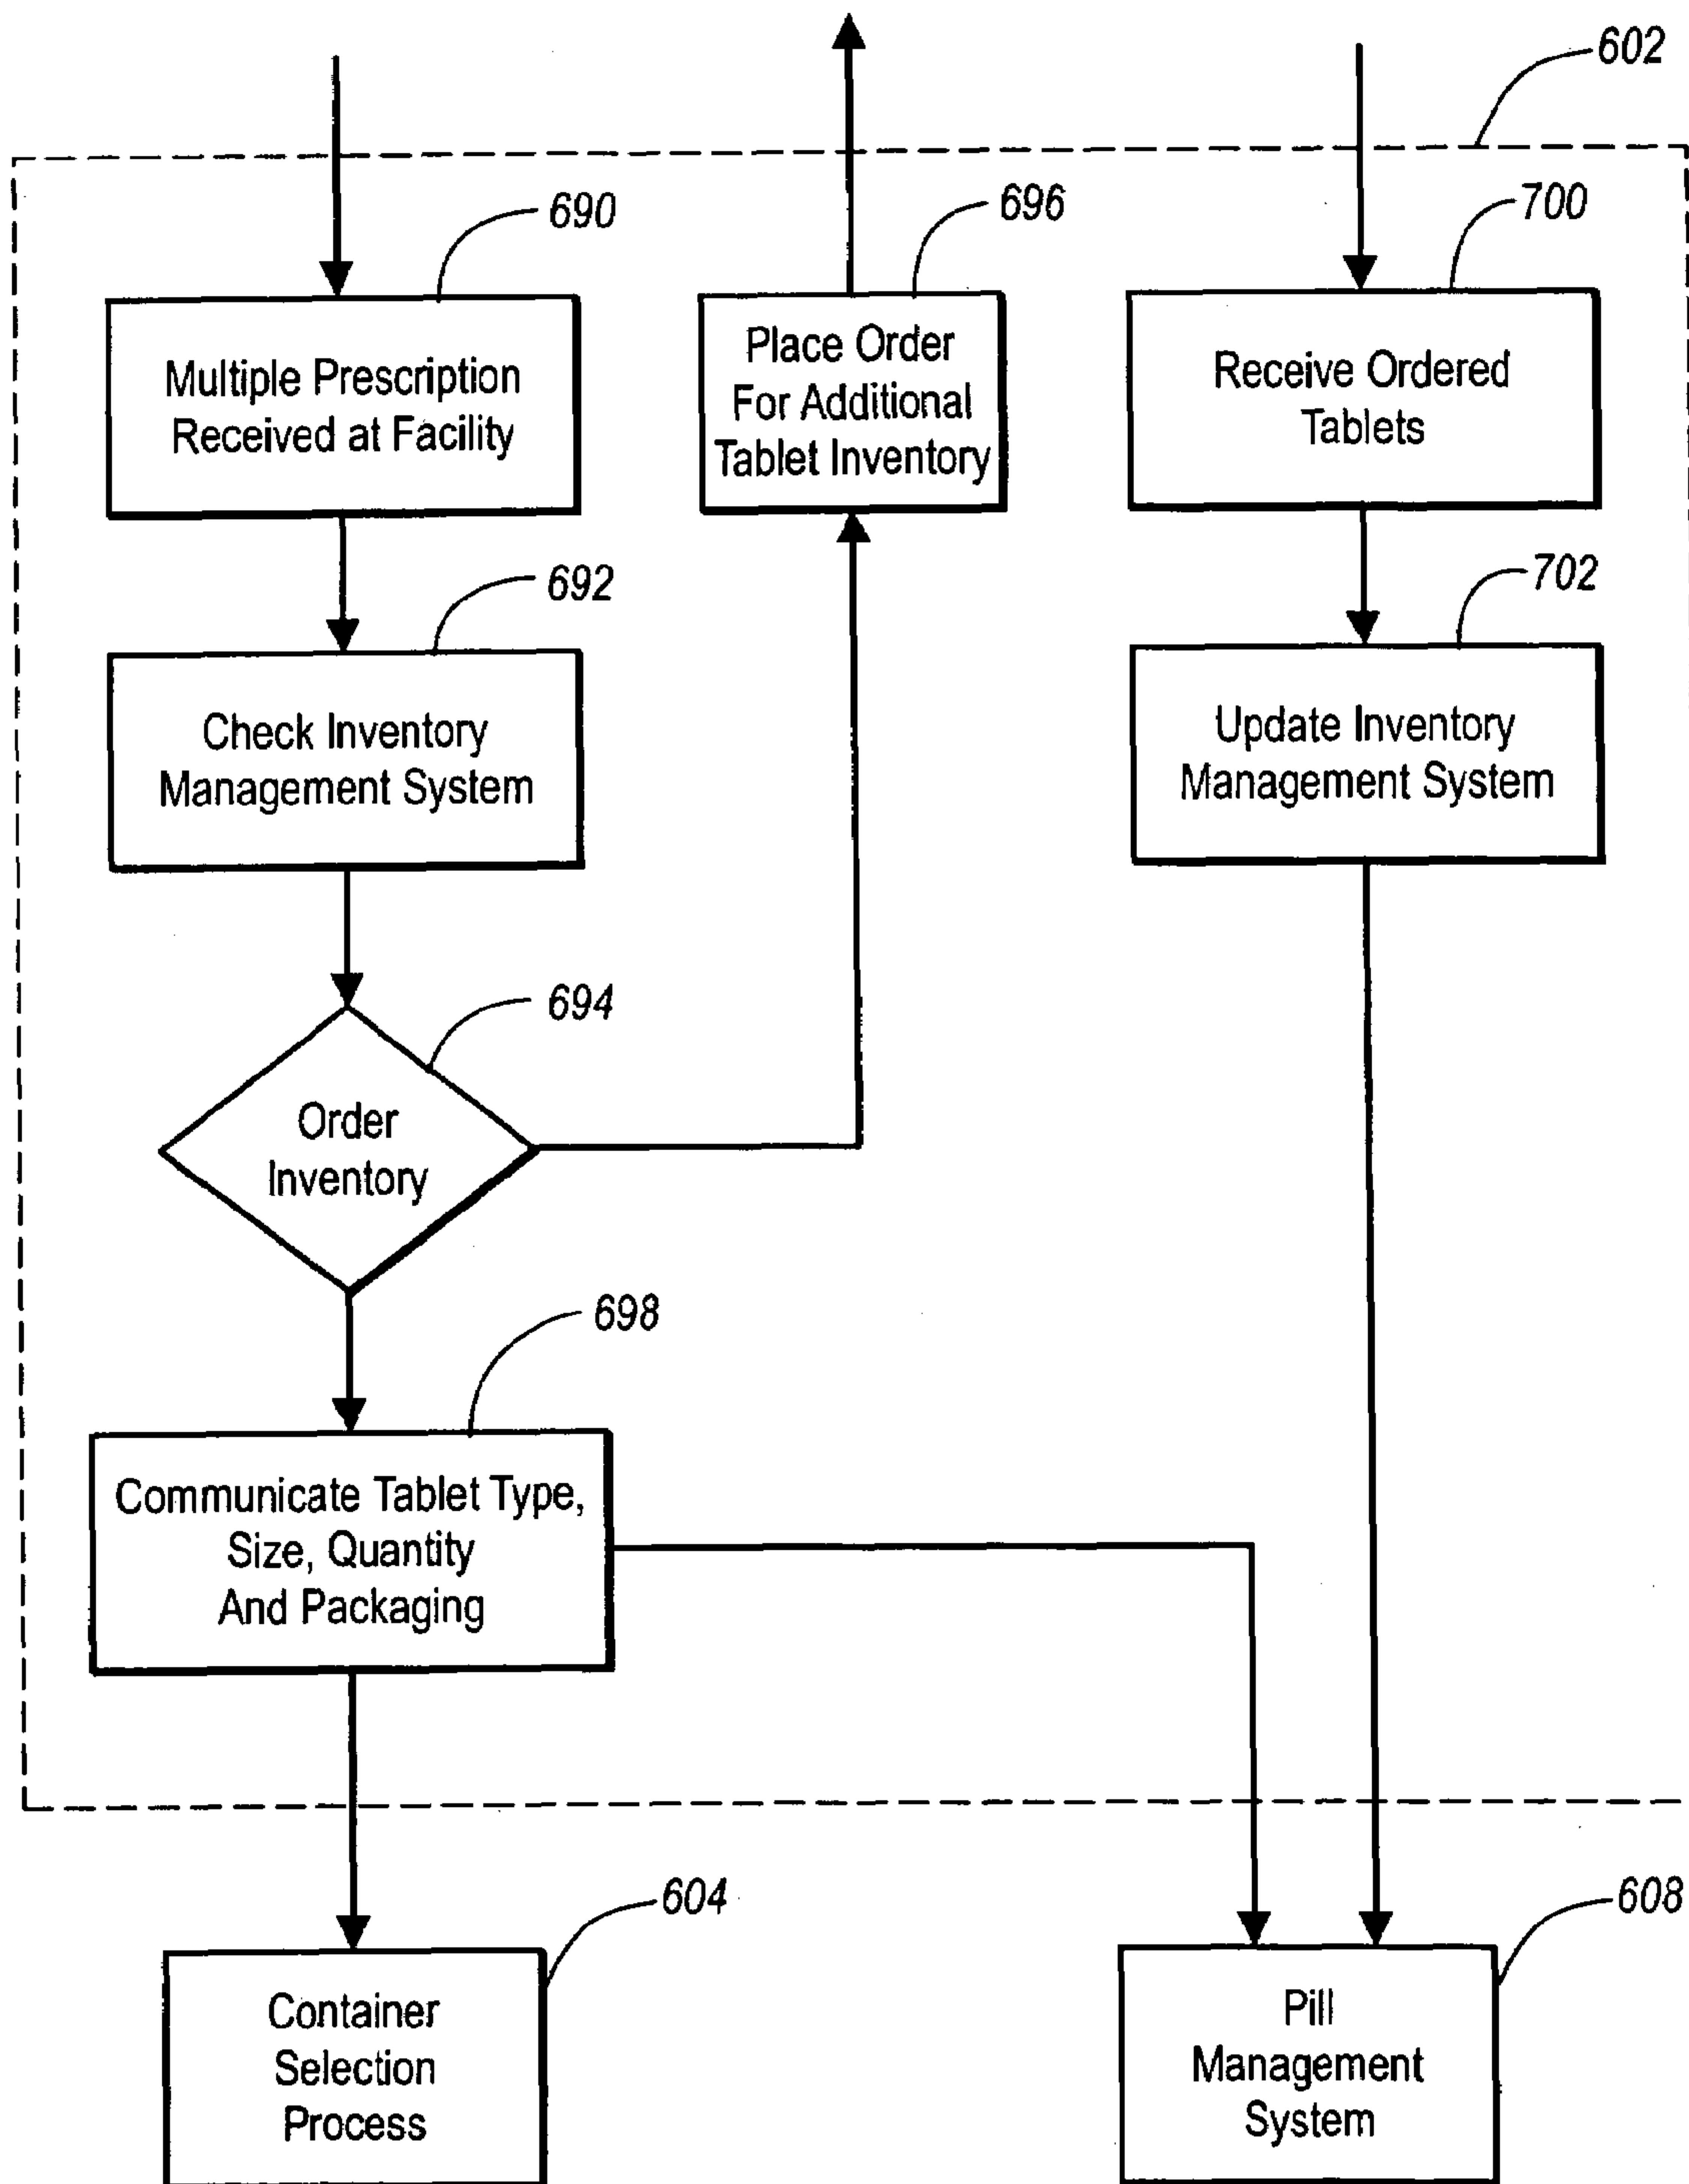 602
690
Multiple Prescription
Received at Facility
696
Place Order
For Additional
Tablet Inventory
700
Receive Ordered
Tablets
692
Check Inventory
Management System
702
Update Inventory
Management System
694
Order
Inventory
698
Communicate Tablet Type,
Size, Quantity
And Packaging
604
Container
Selection
Process
608
Pill
Management
System